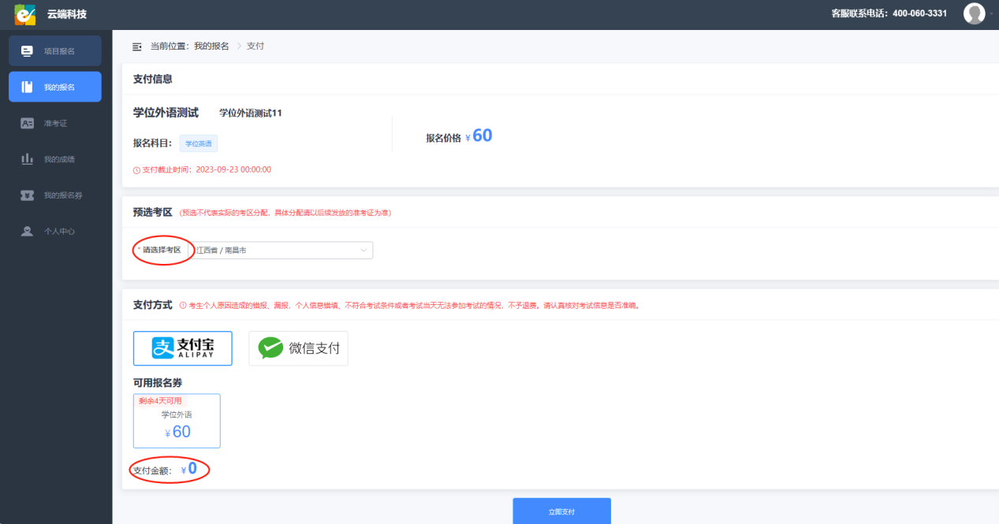 云端科技
客服联系电话：400-060-3331
项目报名
我的报名
准考证
我的成绩
我的报名券
个人中心
当前位置：我的报名 > 支付
支付信息
学位外语测试 学位外语测试11
报名科目： 学位英语
报名价格 ¥60
支付截止时间：2023-09-23 00:00:00
预选考区 (预选不代表实际的考区分配，具体分配请以后续发放的准考证为准)
* 请选择考区 江西省 / 南昌市
支付方式 考生个人原因造成的错报、漏报，个人信息错填、不符合考试条件或者考试当天无法参加考试的情况，不予退费。请认真核对考试信息是否准确。
支付宝
ALIPAY
微信支付
可用报名券
剩余4天可用
学位外语
¥60
支付金额： ¥0
立即支付